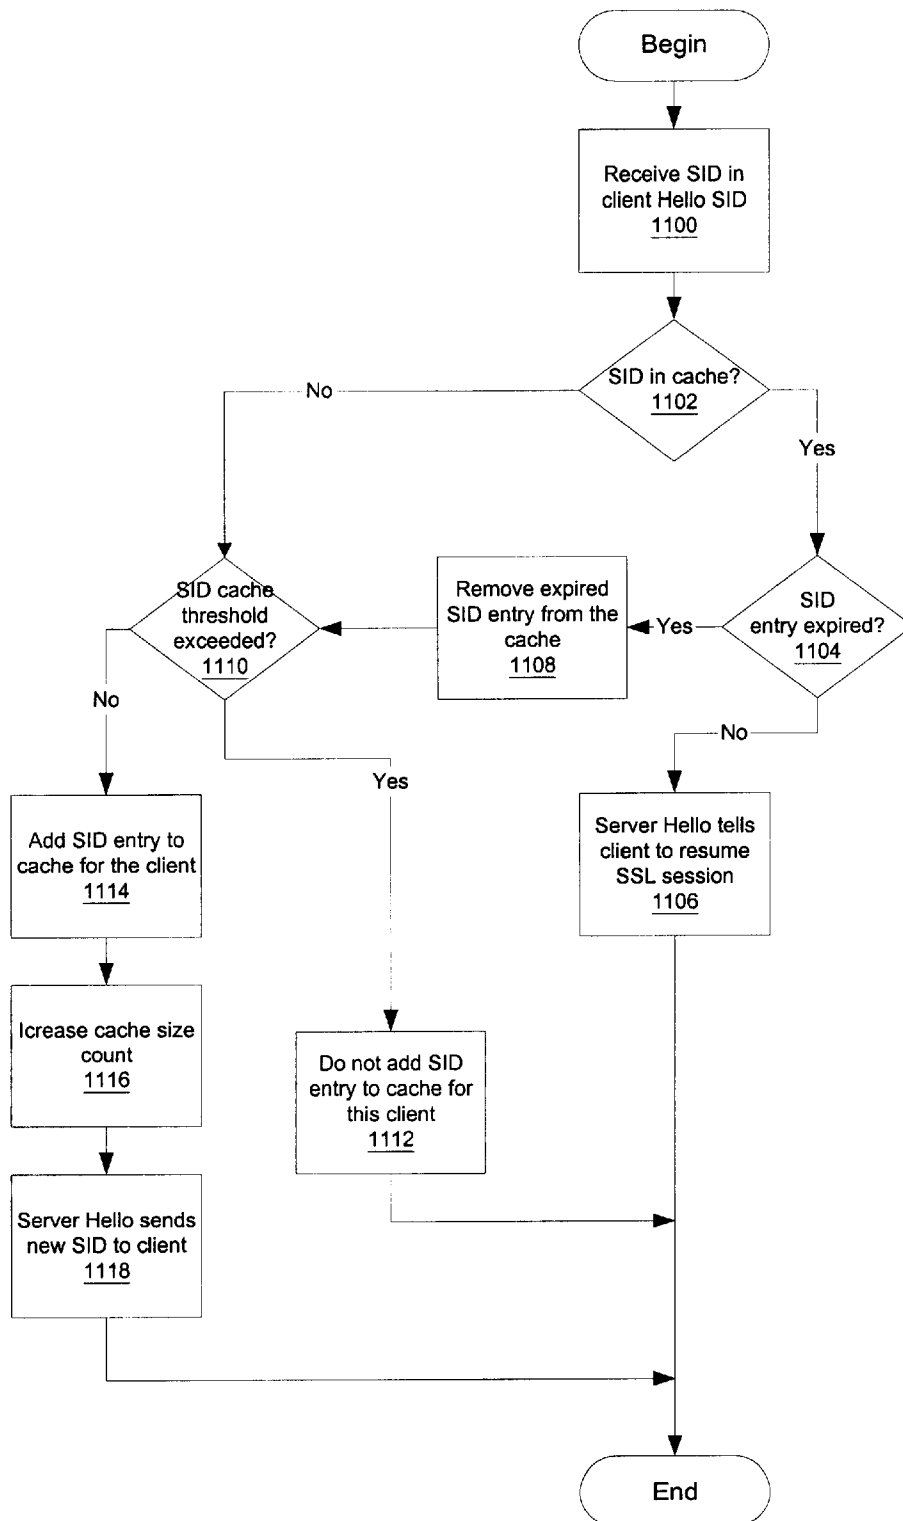 Begin
Receive SID in
client Hello SID
1100
SID in cache?
1102
No
Yes
SID cache
threshold
exceeded?
1110
Remove expired
SID entry from the
cache
1108
Yes
SID
entry expired?
1104
No
No
Yes
Add SID entry to
cache for the client
1114
Server Hello tells
client to resume
SSL session
1106
Icrease cache size
count
1116
Do not add SID
entry to cache for
this client
1112
Server Hello sends
new SID to client
1118
End